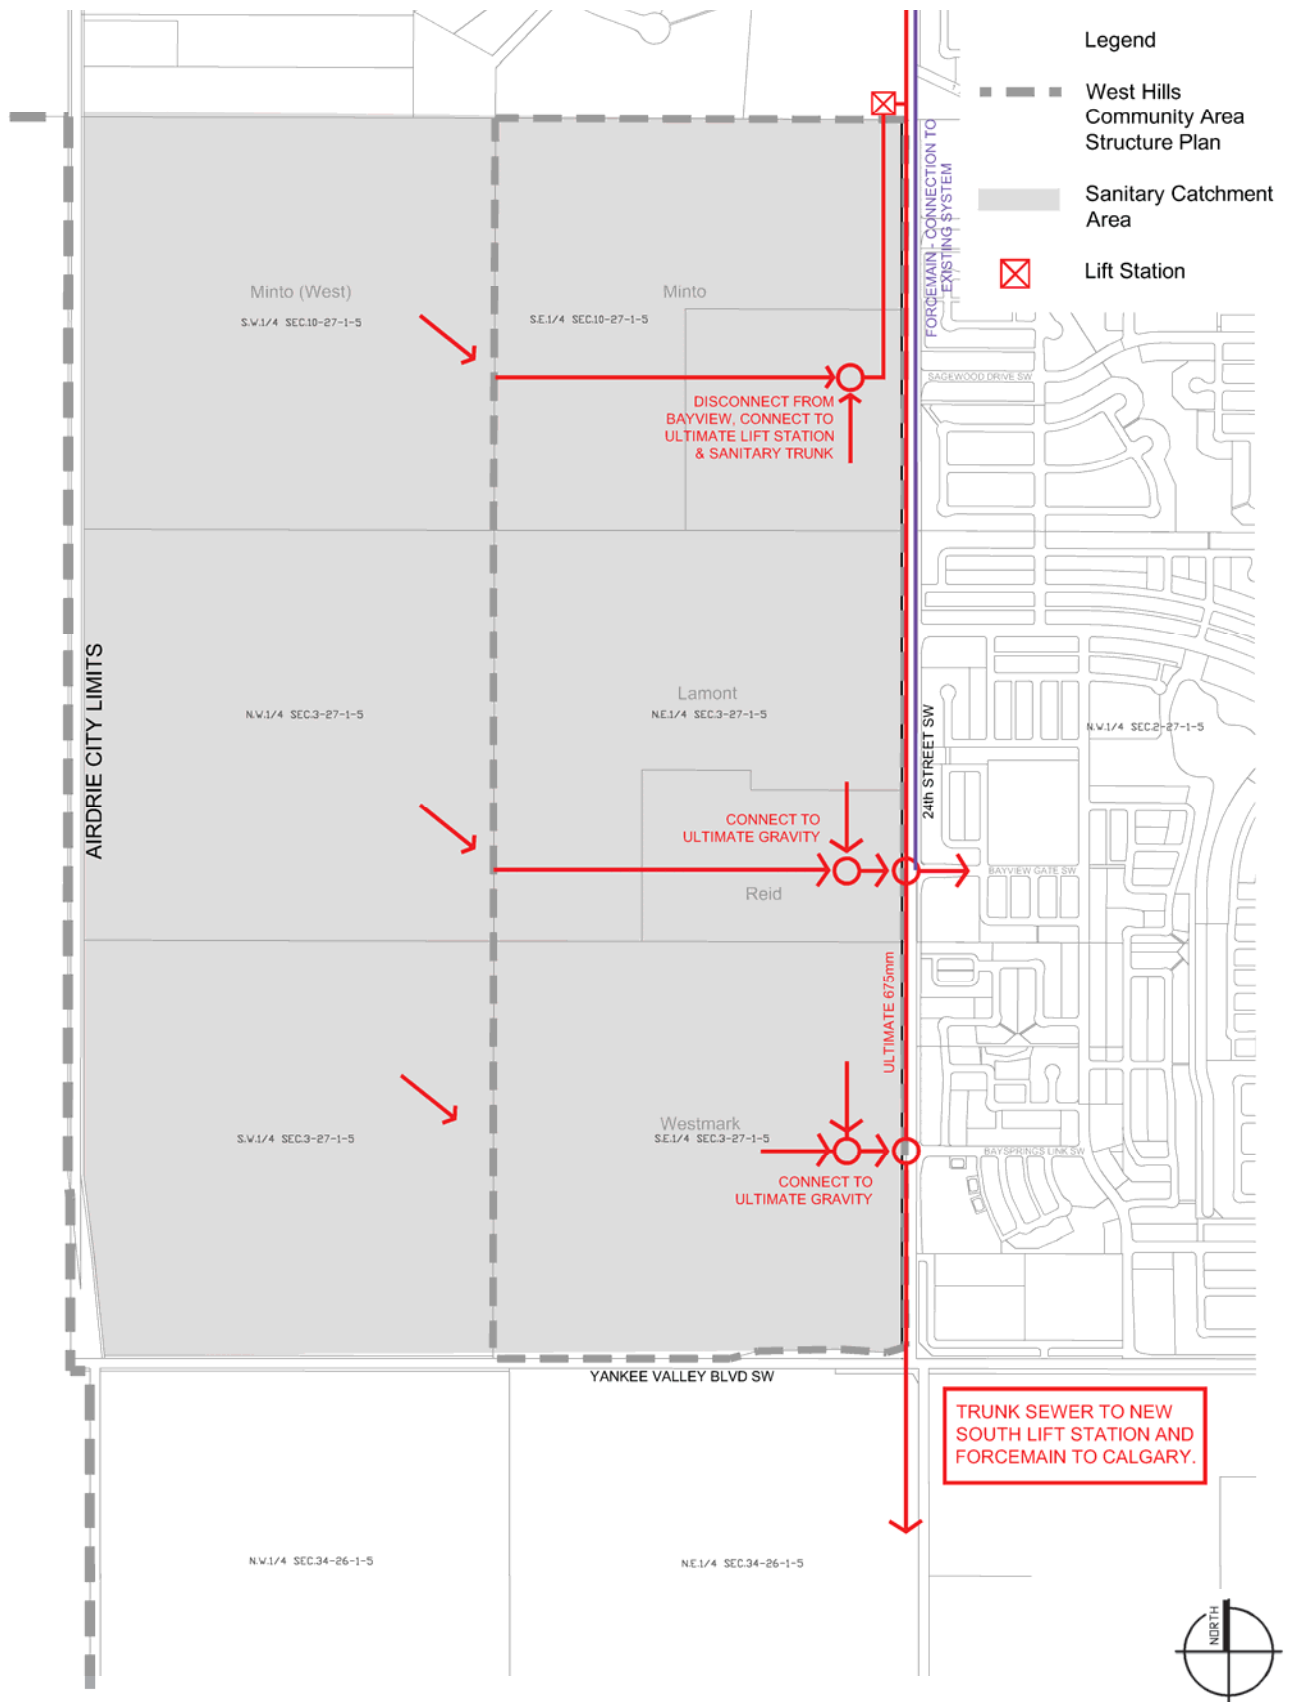 Legend
West Hills
Community Area
Structure Plan
Sanitary Catchment
Area
Lift Station
FORCEMAIN - CONNECTION TO
EXISTING SYSTEM
Minto (West)
S.W.1/4 SEC.10-27-1-5
Minto
S.E.1/4 SEC.10-27-1-5
SAGEWOOD DRIVE SW
DISCONNECT FROM
BAYVIEW, CONNECT TO
ULTIMATE LIFT STATION
& SANITARY TRUNK
AIRDRIE CITY LIMITS
N.W.1/4 SEC.3-27-1-5
Lamont
N.E.1/4 SEC.3-27-1-5
24th STREET SW
N.W.1/4 SEC.2-27-1-5
CONNECT TO
ULTIMATE GRAVITY
BAYVIEW GATE SW
Reid
ULTIMATE 675mm
S.W.1/4 SEC.3-27-1-5
Westmark
S.E.1/4 SEC.3-27-1-5
BAYSPRINGS LINK SW
CONNECT TO
ULTIMATE GRAVITY
YANKEE VALLEY BLVD SW
TRUNK SEWER TO NEW
SOUTH LIFT STATION AND
FORCEMAIN TO CALGARY.
N.W.1/4 SEC.34-26-1-5
N.E.1/4 SEC.34-26-1-5
NORTH